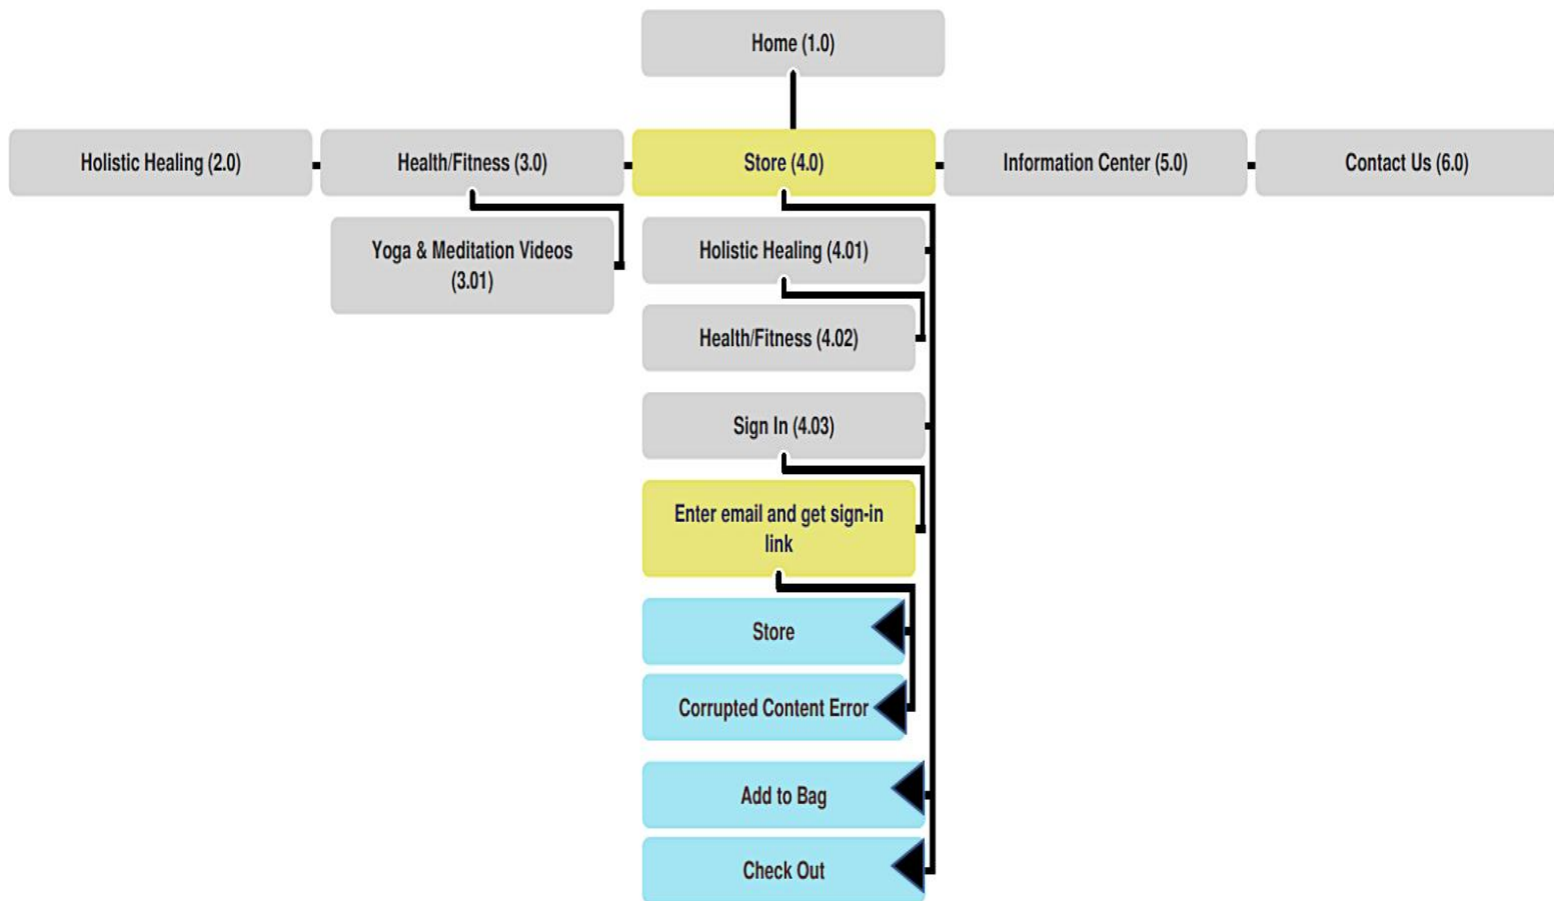 Home (1.0)
Holistic Healing (2.0)
Health/Fitness (3.0)
Store (4.0)
Information Center (5.0)
Contact Us (6.0)
Yoga & Meditation Videos
(3.01)
Holistic Healing (4.01)
Health/Fitness (4.02)
Sign In (4.03)
Enter email and get sign-in
link
Store
Corrupted Content Error
Add to Bag
Check Out